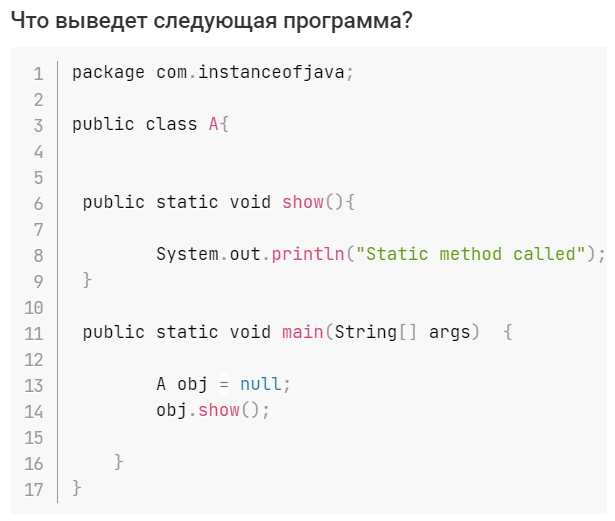 Что выведет следующая программа?
1 package com.instanceofjava;
2
3 public class A{
4
5
6  public static void show(){
7
8         System.out.println("Static method called");
9  }
10
11  public static void main(String[] args)  {
12
13         A obj = null;
14         obj.show();
15
16     }
17 }